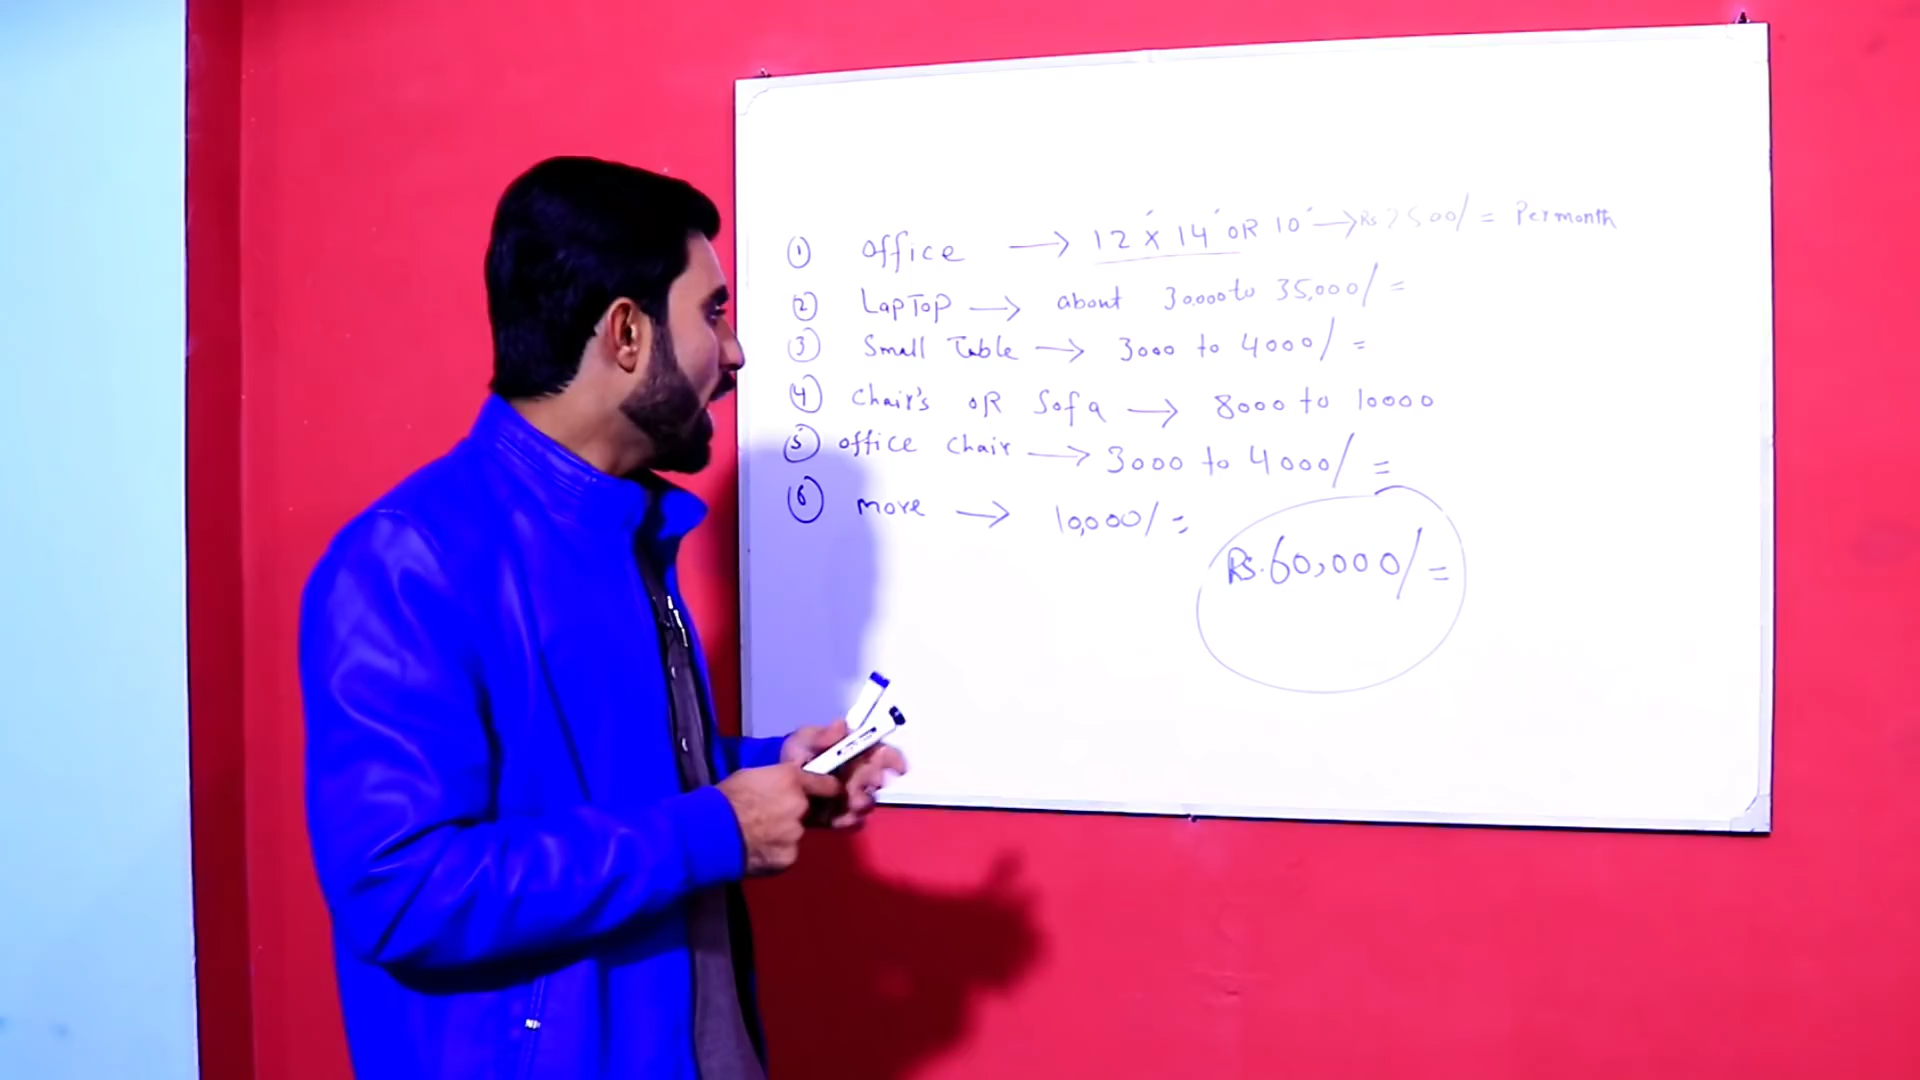 ① office → 12' x 14' OR 10' → Rs 2500/= Per month
② LapTop → about 30,000 to 35,000/=
③ Small Table → 3000 to 4000/=
④ Chair's OR Sofa → 8000 to 10000
⑤ office chair → 3000 to 4000/=
⑥ more → 10,000/=
Rs. 60,000/=